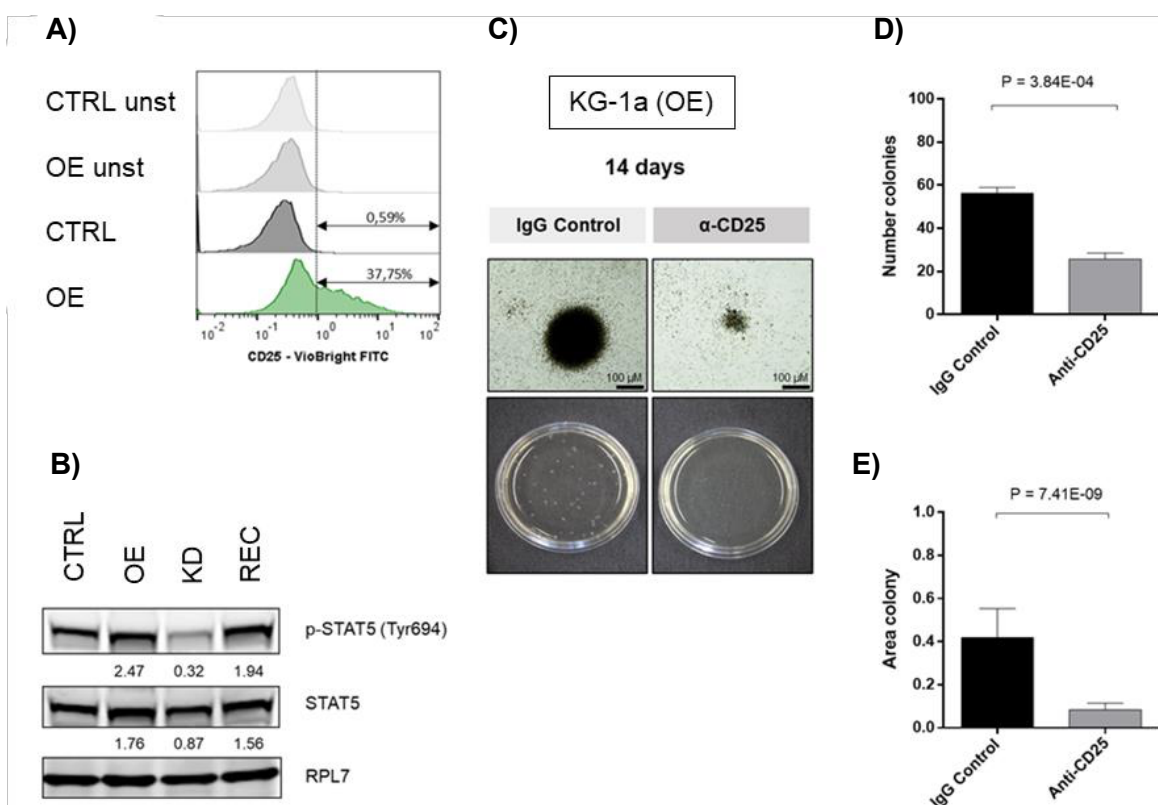 A)
CTRL unst
OE unst
CTRL
OE
0,59%
37,75%
10-2 10-1 100 101 102
CD25 - VioBright FITC
B)
CTRL OE KD REC
p-STAT5 (Tyr694)
2.47 0.32 1.94
STAT5
1.76 0.87 1.56
RPL7
C)
KG-1a (OE)
14 days
IgG Control α-CD25
100 µM 100 µM
D)
P = 3.84E-04
Number colonies
100
80
60
40
20
0
IgG Control
Anti-CD25
E)
P = 7.41E-09
Area colony
1.0
0.8
0.6
0.4
0.2
0.0
IgG Control
Anti-CD25